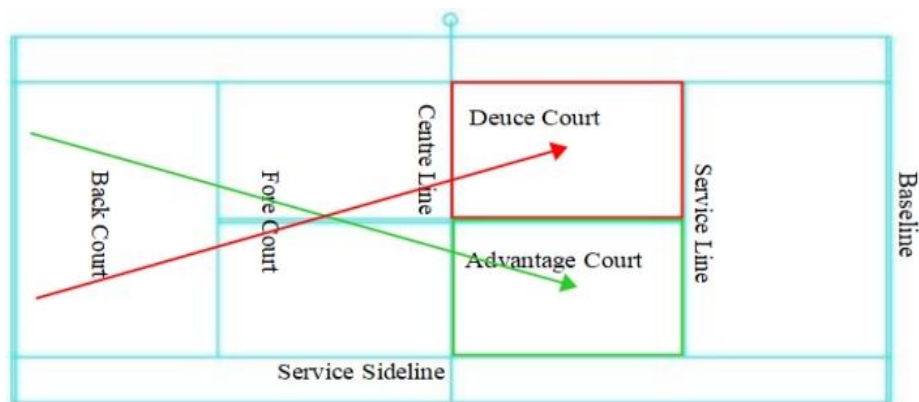 Deuce Court
Centre Line
Back Court
Fore Court
Service Line
Baseline
Advantage Court
Service Sideline